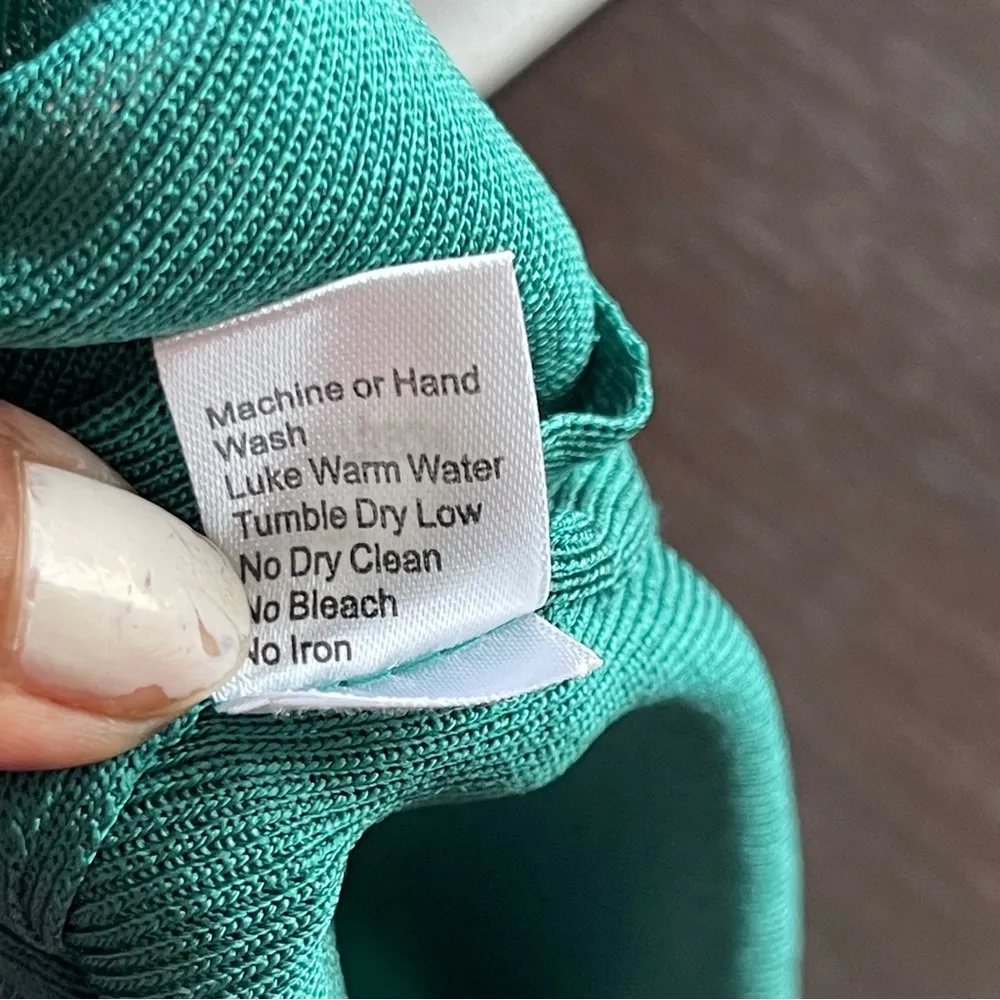 Machine or Hand
Wash
Luke Warm Water
Tumble Dry Low
No Dry Clean
No Bleach
No Iron